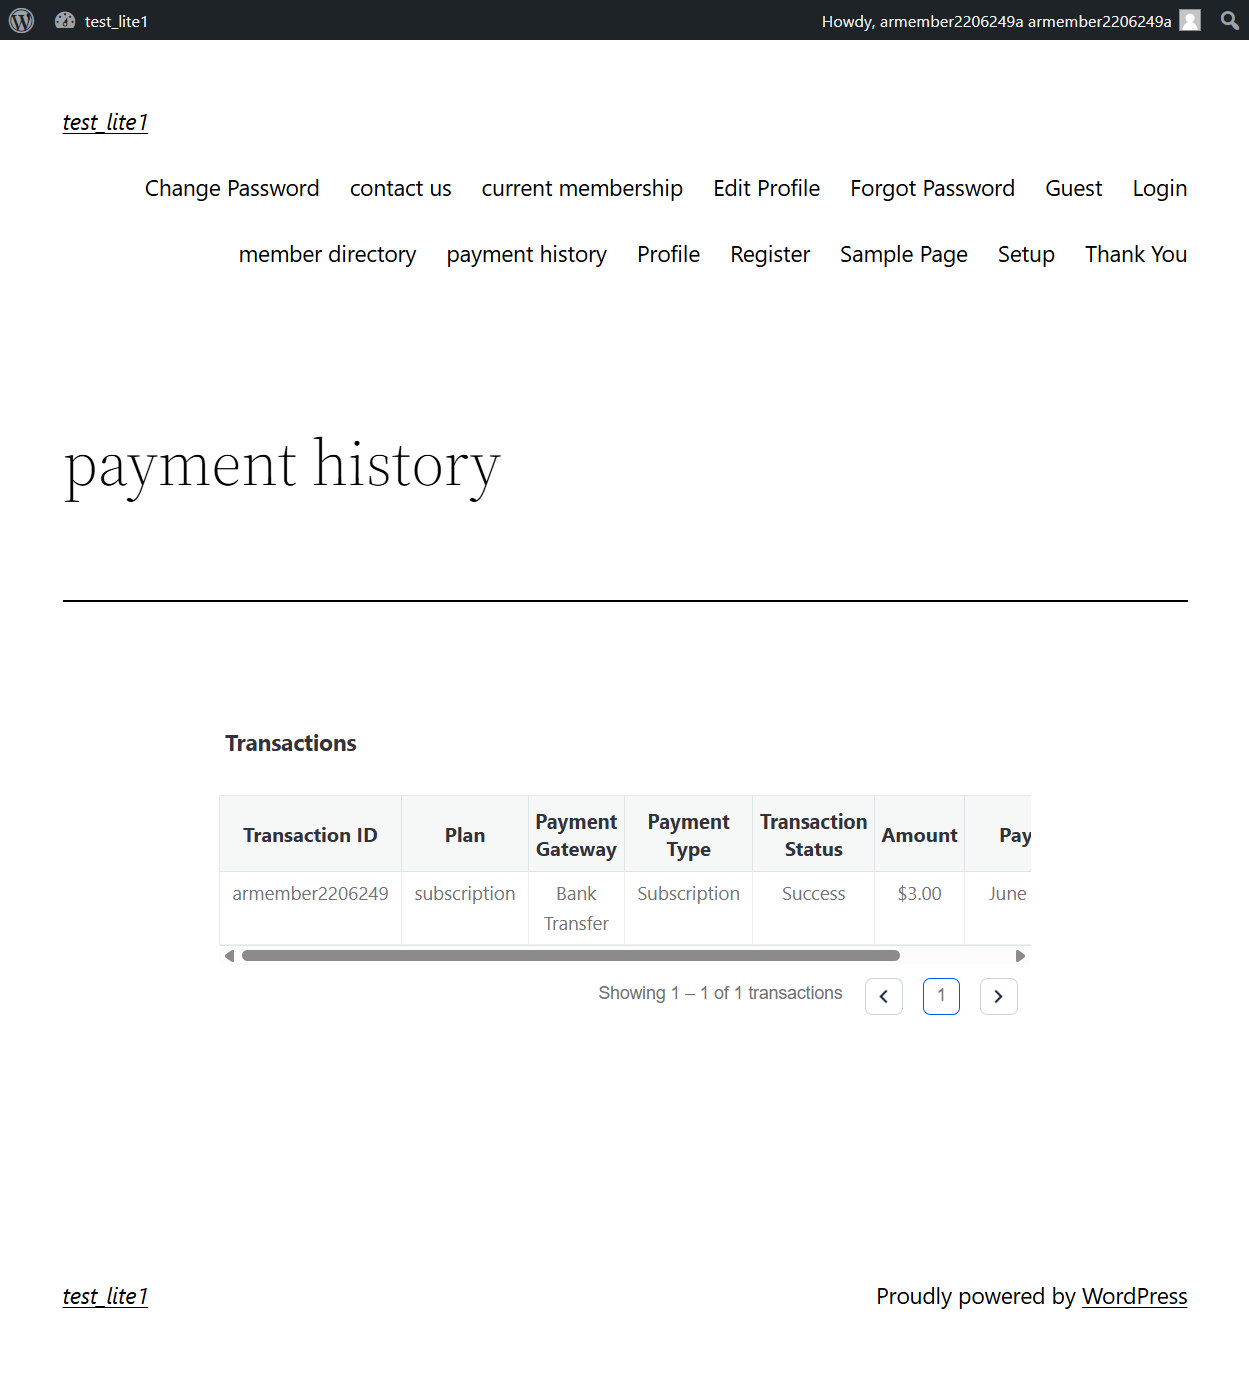 test_lite1
Howdy, armember2206249a armember2206249a
test_lite1
Change Password contact us current membership Edit Profile Forgot Password Guest Login
member directory payment history Profile Register Sample Page Setup Thank You
payment history
Transactions
Transaction ID Plan Payment Gateway Payment Type Transaction Status Amount Pay
armember2206249 subscription Bank Transfer Subscription Success $3.00 June
Showing 1 – 1 of 1 transactions 1
test_lite1 Proudly powered by WordPress